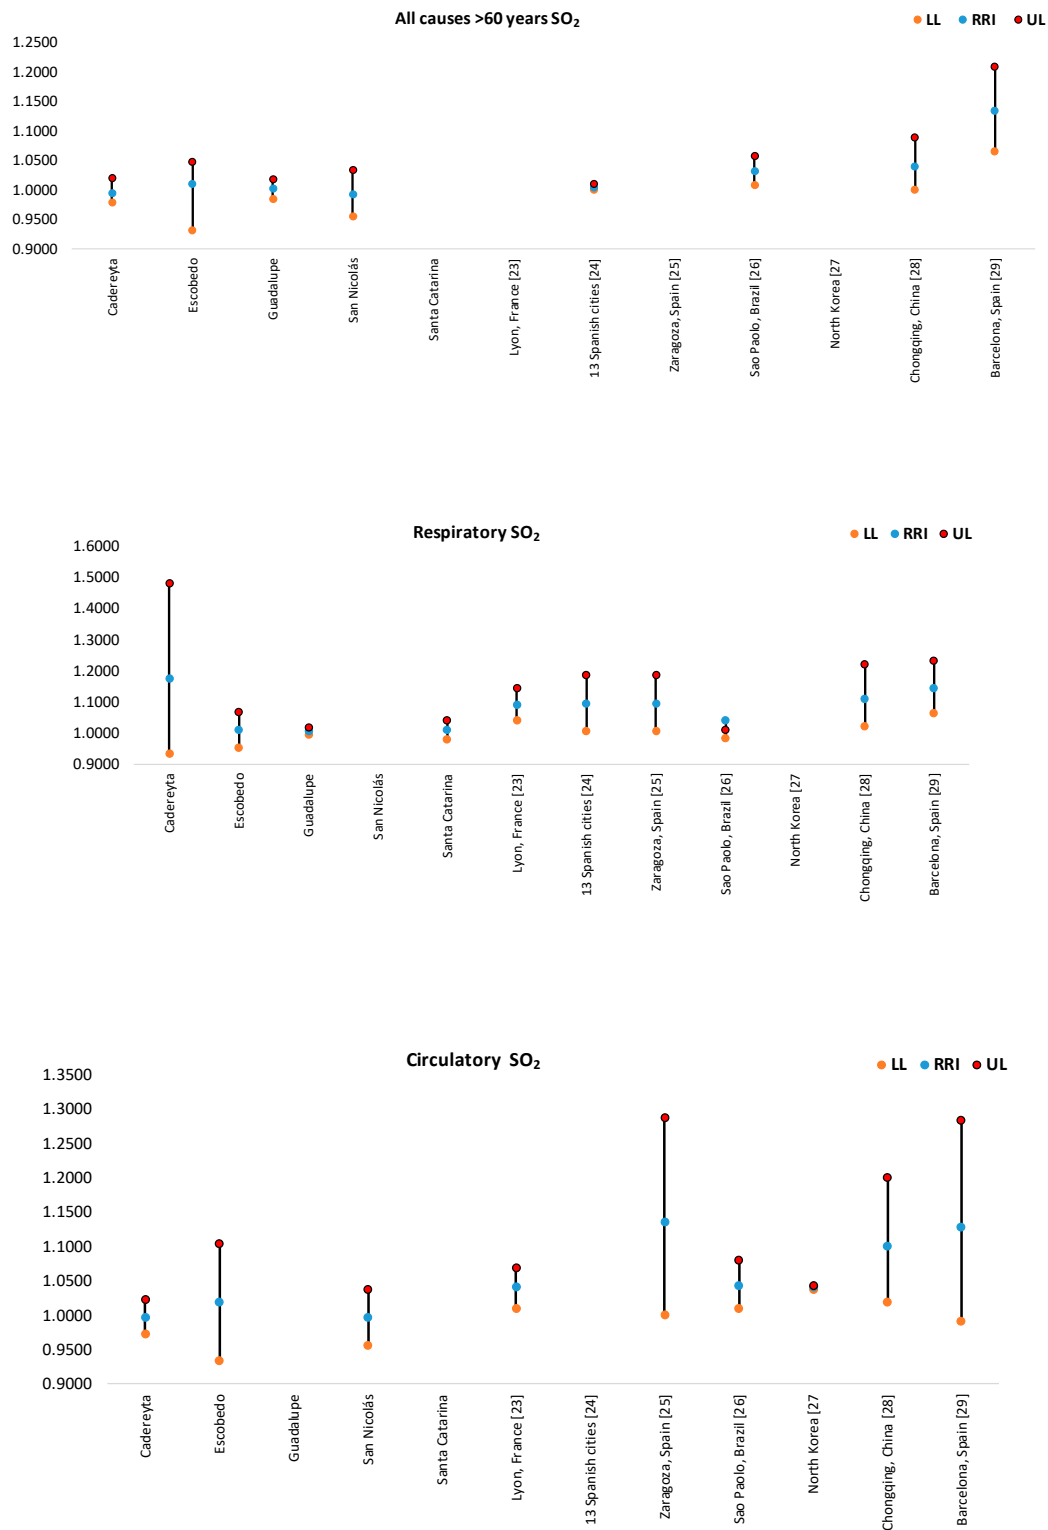 All causes >60 years SO₂
LL RRI UL
1.2500
1.2000
1.1500
1.1000
1.0500
1.0000
0.9500
0.9000
Cadereyta
Escobedo
Guadalupe
San Nicolás
Santa Catarina
Lyon, France [23]
13 Spanish cities [24]
Zaragoza, Spain [25]
Sao Paolo, Brazil [26]
North Korea [27
Chongqing, China [28]
Barcelona, Spain [29]
Respiratory SO₂
LL RRI UL
1.6000
1.5000
1.4000
1.3000
1.2000
1.1000
1.0000
0.9000
Cadereyta
Escobedo
Guadalupe
San Nicolás
Santa Catarina
Lyon, France [23]
13 Spanish cities [24]
Zaragoza, Spain [25]
Sao Paolo, Brazil [26]
North Korea [27
Chongqing, China [28]
Barcelona, Spain [29]
Circulatory SO₂
LL RRI UL
1.3500
1.3000
1.2500
1.2000
1.1500
1.1000
1.0500
1.0000
0.9500
0.9000
Cadereyta
Escobedo
Guadalupe
San Nicolás
Santa Catarina
Lyon, France [23]
13 Spanish cities [24]
Zaragoza, Spain [25]
Sao Paolo, Brazil [26]
North Korea [27
Chongqing, China [28]
Barcelona, Spain [29]